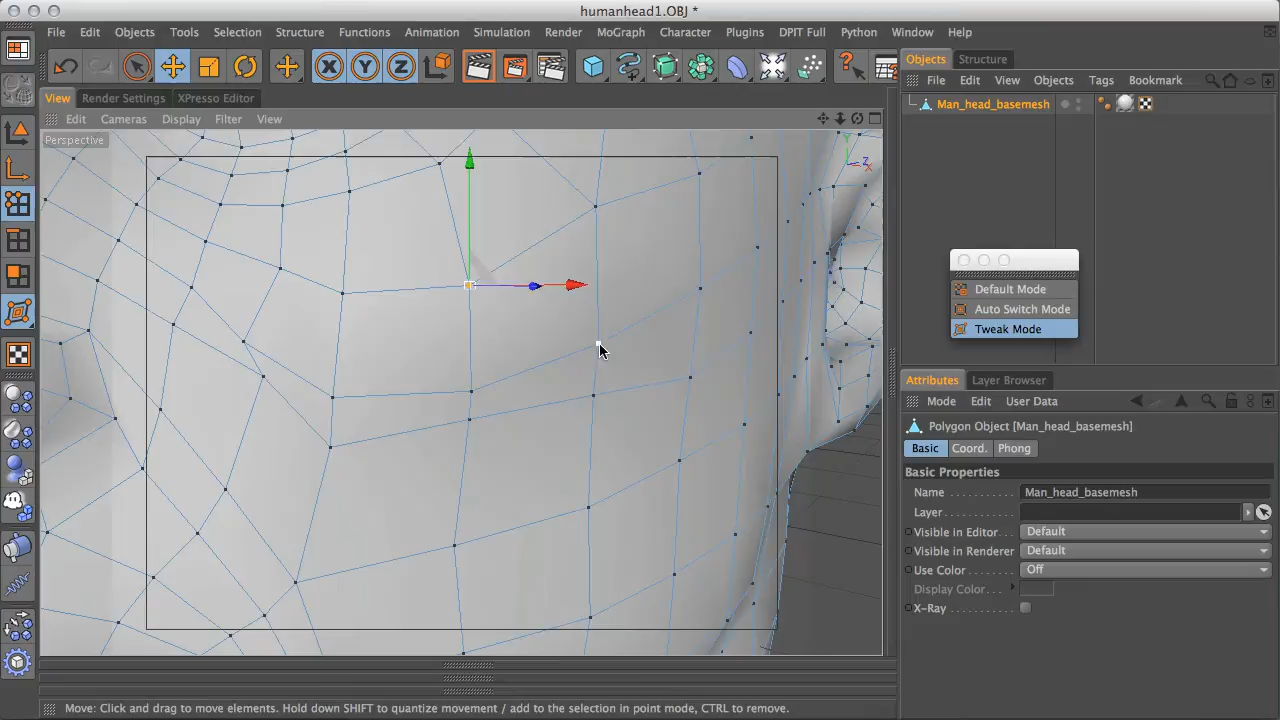 humanhead1.OBJ *
File Edit Objects Tools Selection Structure Functions Animation Simulation Render MoGraph Character Plugins DPIT Full Python Window Help
View Render Settings XPresso Editor
Edit Cameras Display Filter View
Perspective
Y
Z
X
Objects Structure
File Edit View Objects Tags Bookmark
Man_head_basemesh
Default Mode
Auto Switch Mode
Tweak Mode
Attributes Layer Browser
Mode Edit User Data
Polygon Object [Man_head_basemesh]
Basic Coord. Phong
Basic Properties
Name . . . . . . . . . . . Man_head_basemesh
Layer . . . . . . . . . . .
Visible in Editor . . . Default
Visible in Renderer Default
Use Color . . . . . . . . Off
Display Color . . .
X-Ray . . . . . . . . . . .
Move: Click and drag to move elements. Hold down SHIFT to quantize movement / add to the selection in point mode, CTRL to remove.